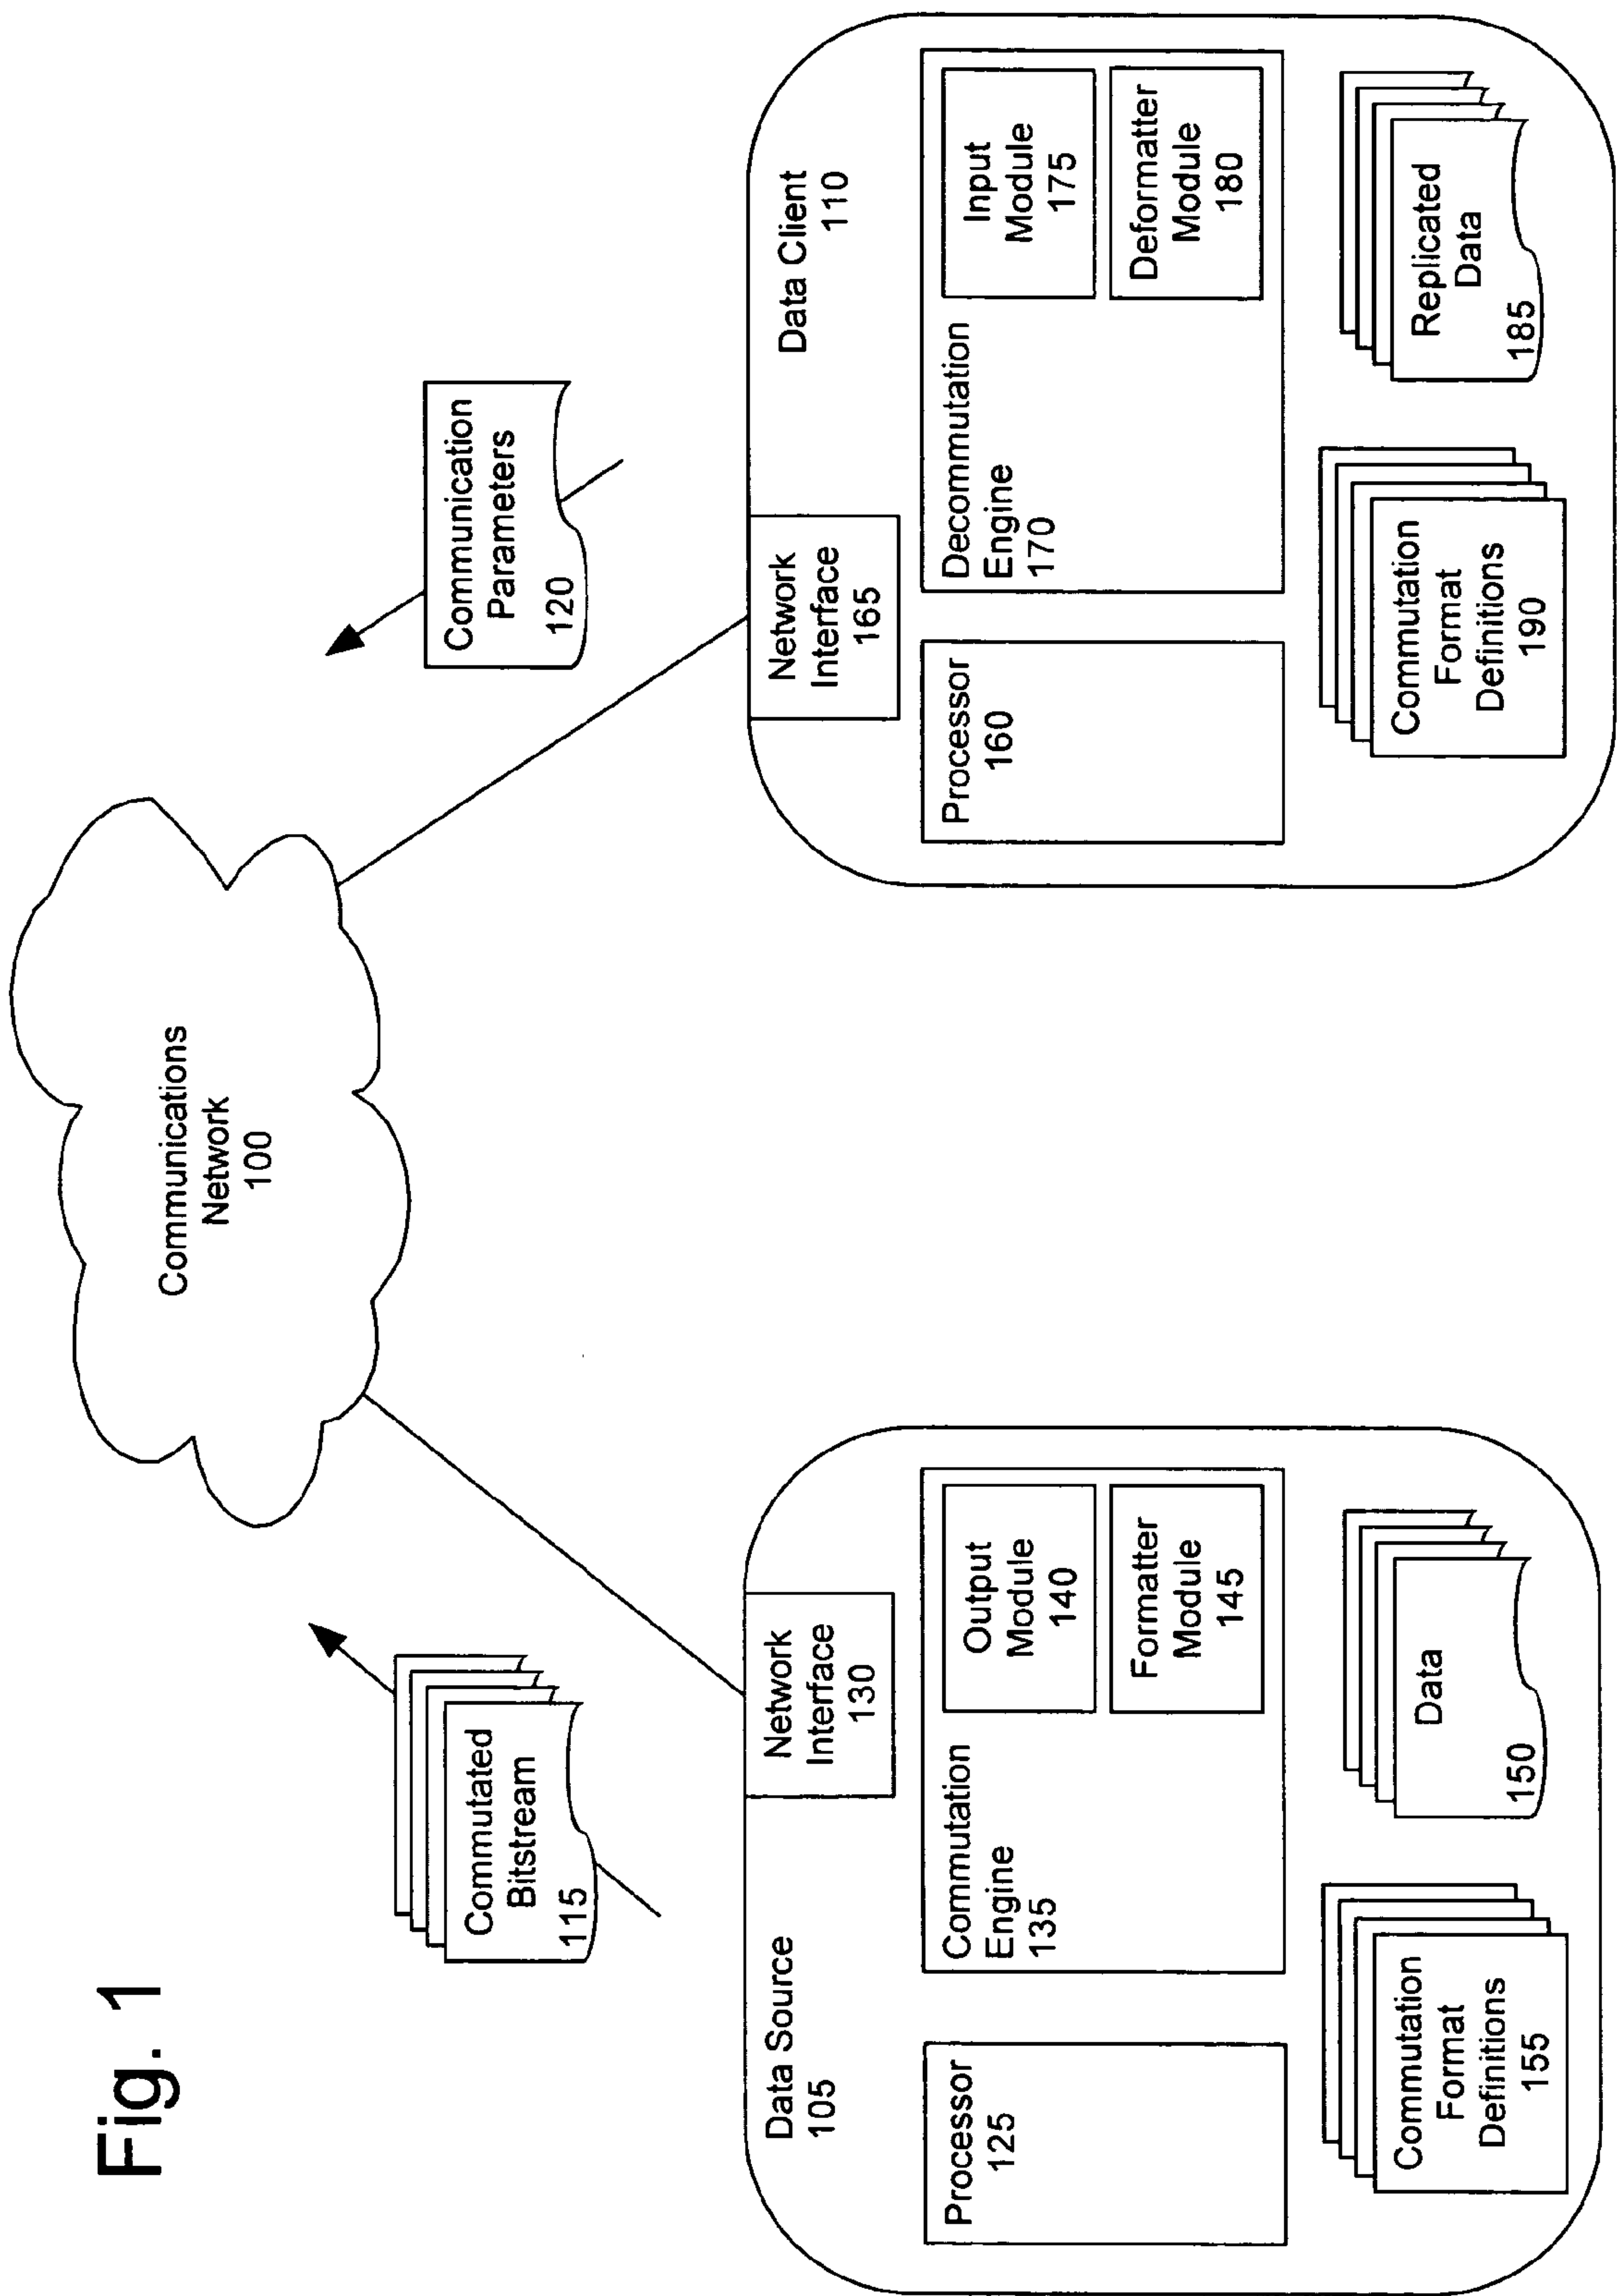 Fig. 1
Communications
Network
100
Commutated
Bitstream
115
Communication
Parameters
120
Data Source
105
Network
Interface
130
Processor
125
Commutation
Engine
135
Output
Module
140
Formatter
Module
145
Commutation
Format
Definitions
155
Data
150
Data Client
110
Network
Interface
165
Processor
160
Decommutation
Engine
170
Input
Module
175
Deformatter
Module
180
Commutation
Format
Definitions
190
Replicated
Data
185